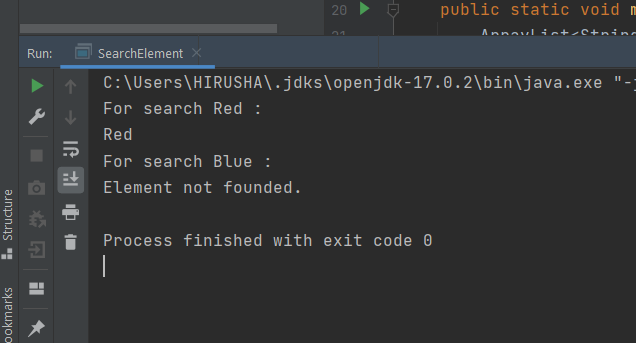 20 public static void m
21 ArrayList<String
Run: SearchElement
C:\Users\HIRUSHA\.jdks\openjdk-17.0.2\bin\java.exe "-j
For search Red :
Red
For search Blue :
Element not founded.
Process finished with exit code 0
Structure
ookmarks